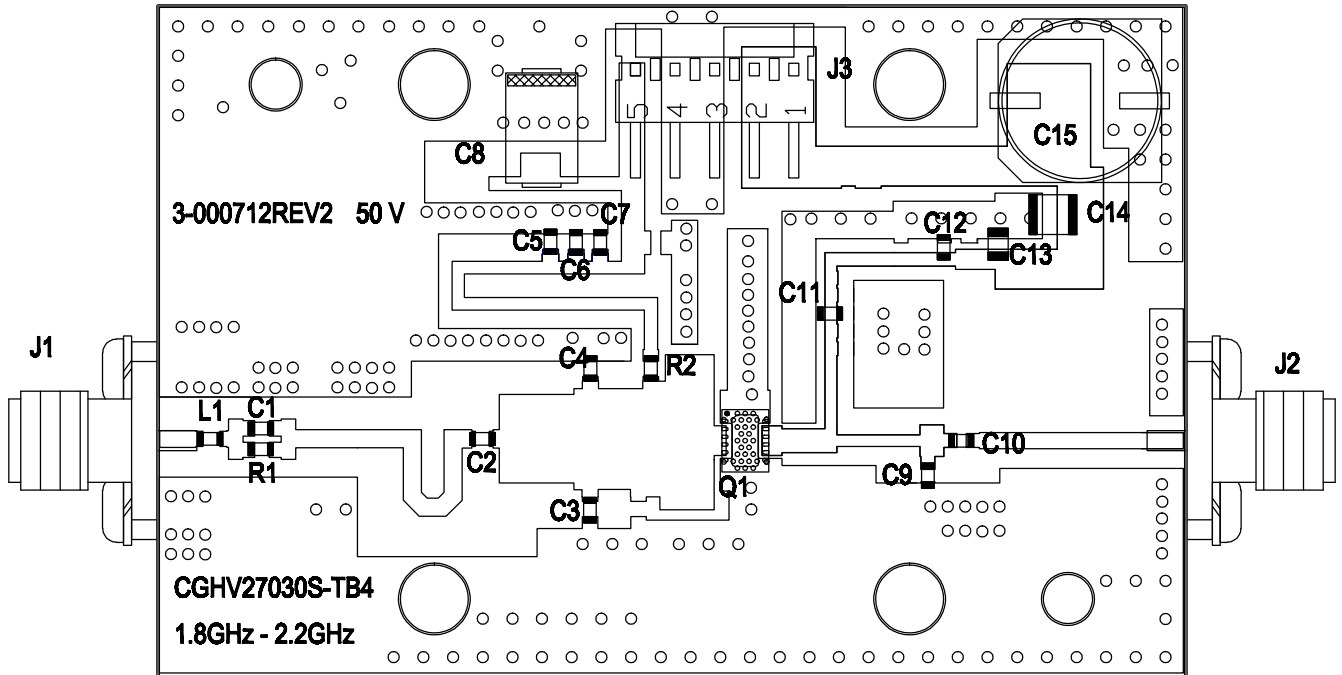 J3
5 4 3 2 1
C8
C15
3-000712REV2 50 V
C7
C5
C6
C12
C14
C13
C11
J1
C4
R2
J2
L1
C1
R1
C2
C10
C9
Q1
C3
CGHV27030S-TB4
1.8GHz - 2.2GHz